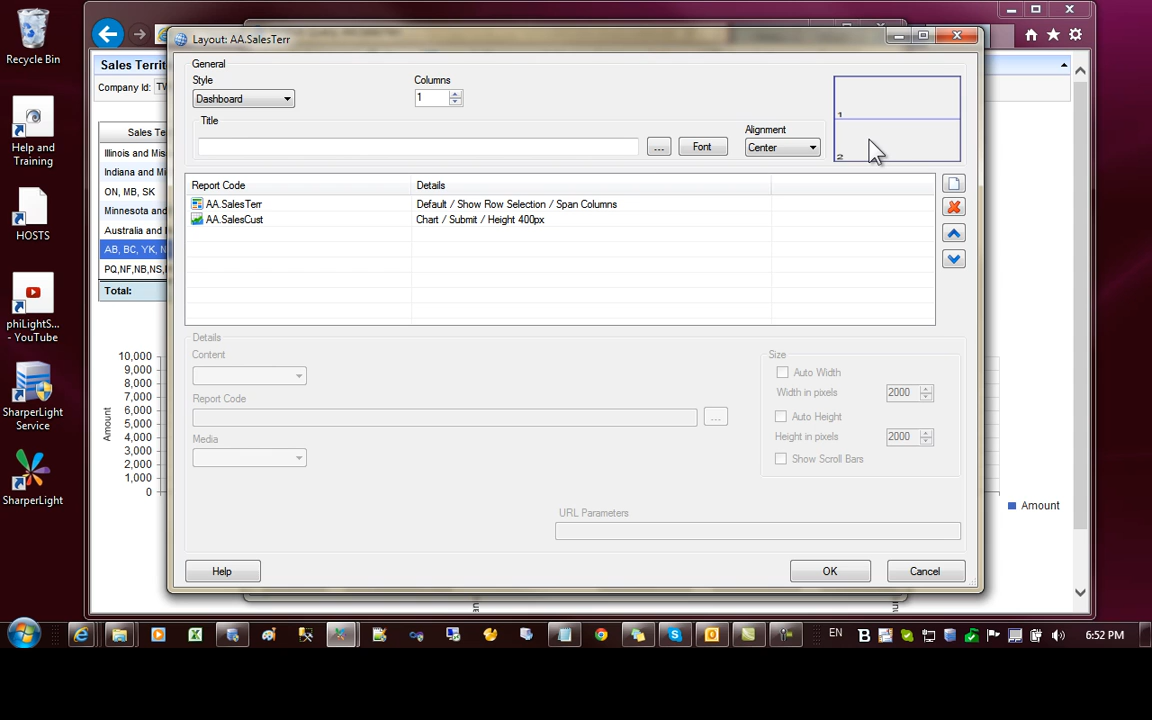 Recycle Bin
Help and
Training
HOSTS
phiLightS...
- YouTube
SharperLight
Service
SharperLight
Sales Territ
Company Id:
Sales Te
Illinois and Mis
Indiana and Mi
ON, MB, SK
Minnesota and
Australia and
AB, BC, YK, N
PQ,NF,NB,NS,
Total:
10,000
9,000
8,000
7,000
6,000
5,000
4,000
3,000
2,000
1,000
0
Amount
Amount
Layout: AA.SalesTerr
General
Style
Dashboard
Columns
1
Title
...
Font
Alignment
Center
1
2
Report Code
Details
AA.SalesTerr
Default / Show Row Selection / Span Columns
AA.SalesCust
Chart / Submit / Height 400px
Details
Content
Report Code
...
Media
Size
Auto Width
Width in pixels
2000
Auto Height
Height in pixels
2000
Show Scroll Bars
URL Parameters
Help
OK
Cancel
EN
6:52 PM